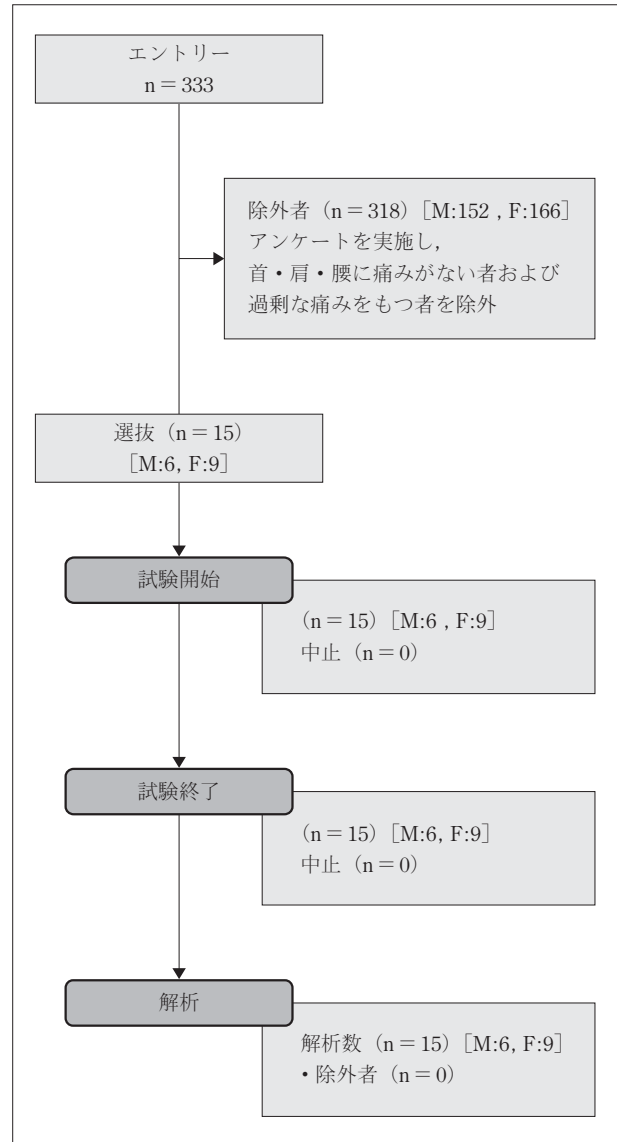 エントリー
n = 333
除外者（n = 318）［M:152 , F:166］
アンケートを実施し，
首・肩・腰に痛みがない者および
過剰な痛みをもつ者を除外
選抜（n = 15）
［M:6, F:9］
試験開始
（n = 15）［M:6 , F:9］
中止（n = 0）
試験終了
（n = 15）［M:6, F:9］
中止（n = 0）
解析
解析数（n = 15）［M:6, F:9］
・除外者（n = 0）